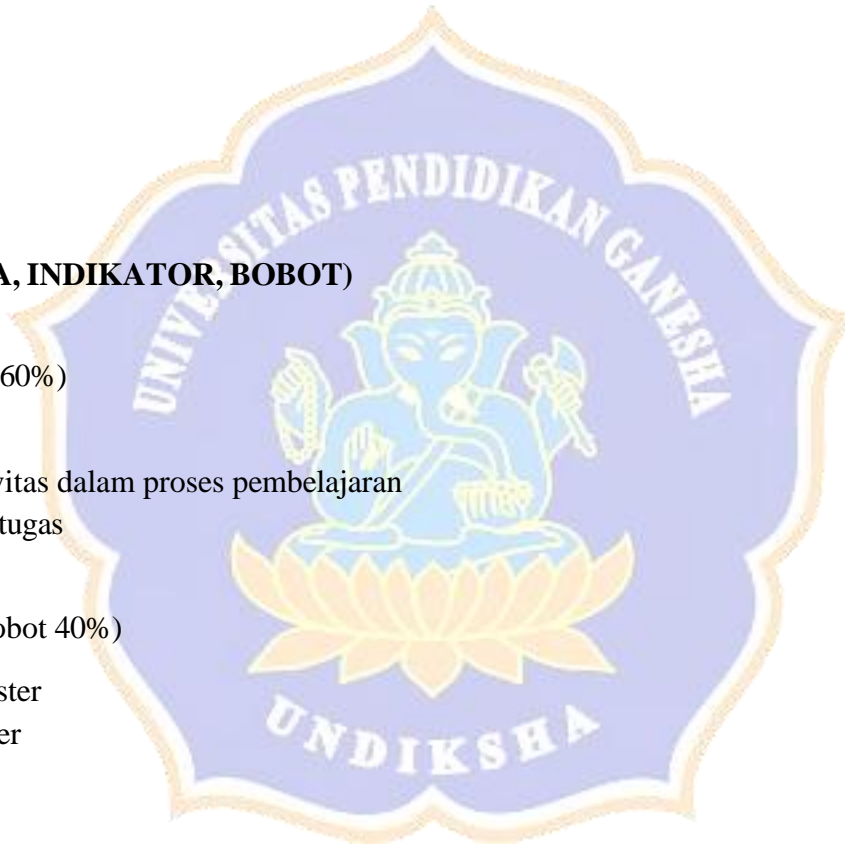 UNIVERSITAS PENDIDIKAN GANESHA
A, INDIKATOR, BOBOT)
60%)
vitas dalam proses pembelajaran
tugas
obot 40%)
ster
er
UNDIKSHA